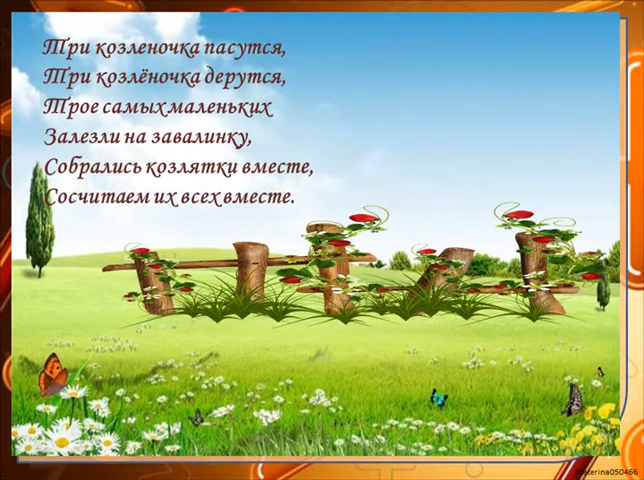 Три козленочка пасутся,
Три козлёночка дерутся,
Трое самых маленьких
Залезли на завалинку,
Собрались козлятки вместе,
Сосчитаем их всех вместе.
Ekaterina050466